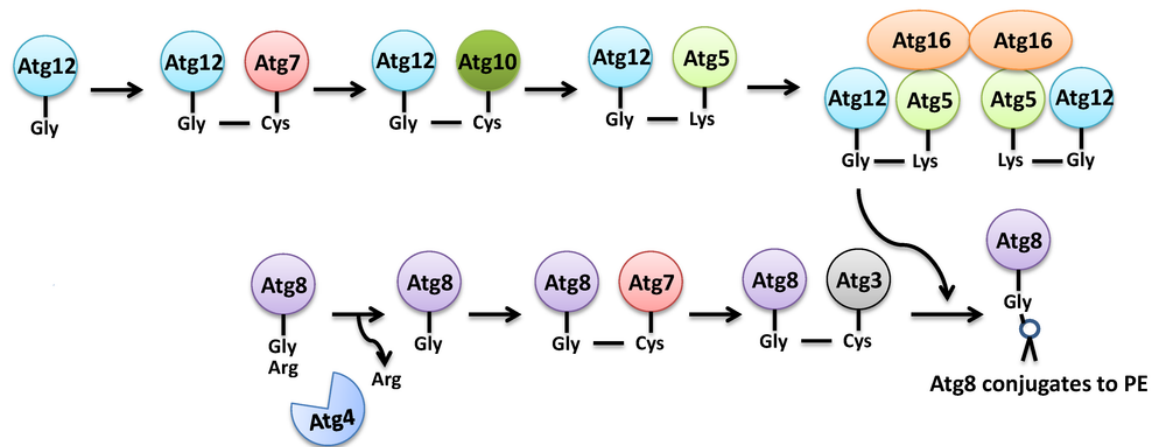 Atg16 Atg16
Atg12 Atg12 Atg7 Atg12 Atg10 Atg12 Atg5 Atg12 Atg5 Atg5 Atg12
Gly Gly Cys Gly Cys Gly Lys Gly Lys Lys Gly
Atg8
Atg8 Atg8 Atg8 Atg7 Atg8 Atg3
Gly
Gly Gly Gly Cys Gly Cys
Arg Arg
Atg8 conjugates to PE
Atg4